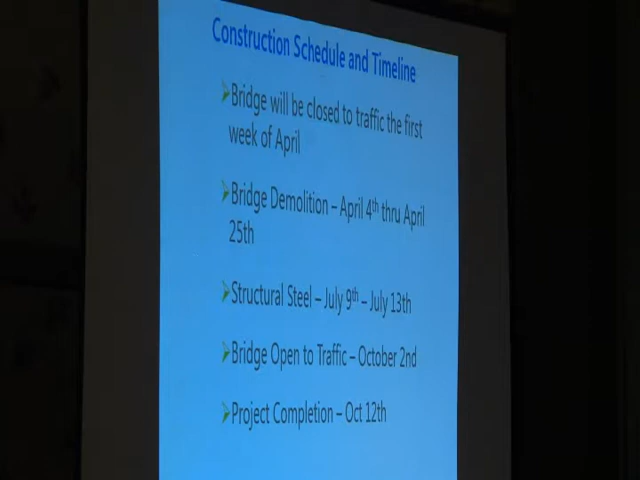 Construction Schedule and Timeline
Bridge will be closed to traffic the first
week of April
Bridge Demolition – April 4th thru April
25th
Structural Steel – July 9th – July 13th
Bridge Open to Traffic – October 2nd
Project Completion – Oct 12th